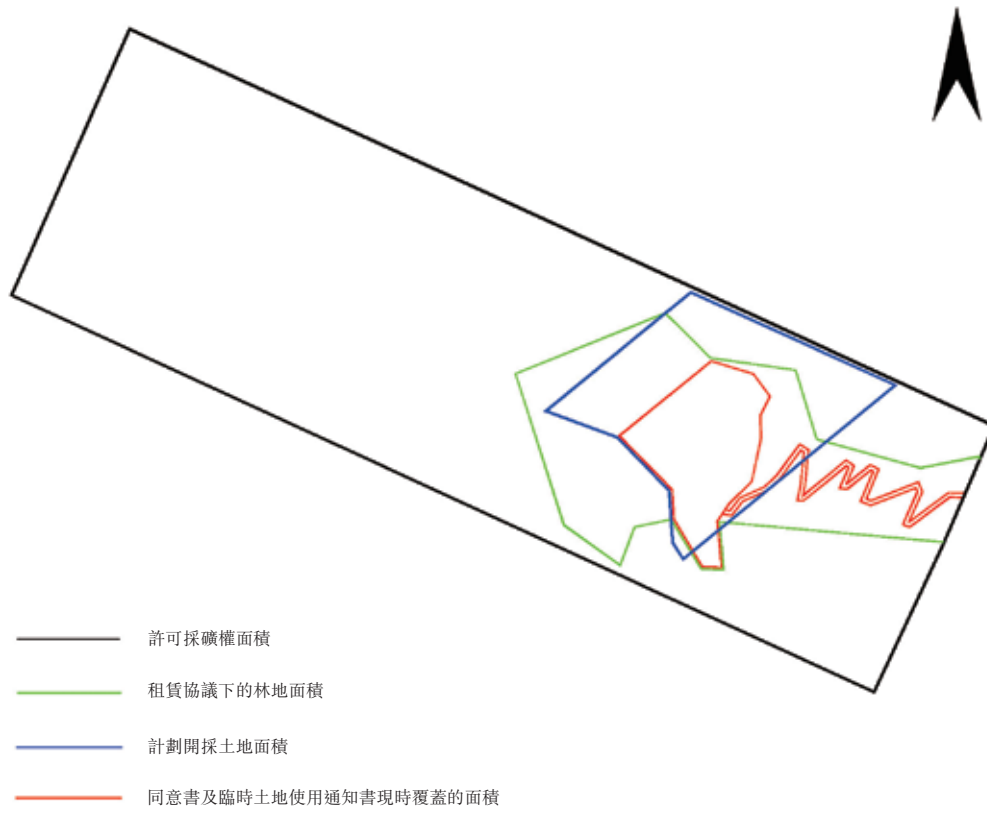 許可採礦權面積
租賃協議下的林地面積
計劃開採土地面積
同意書及臨時土地使用通知書現時覆蓋的面積